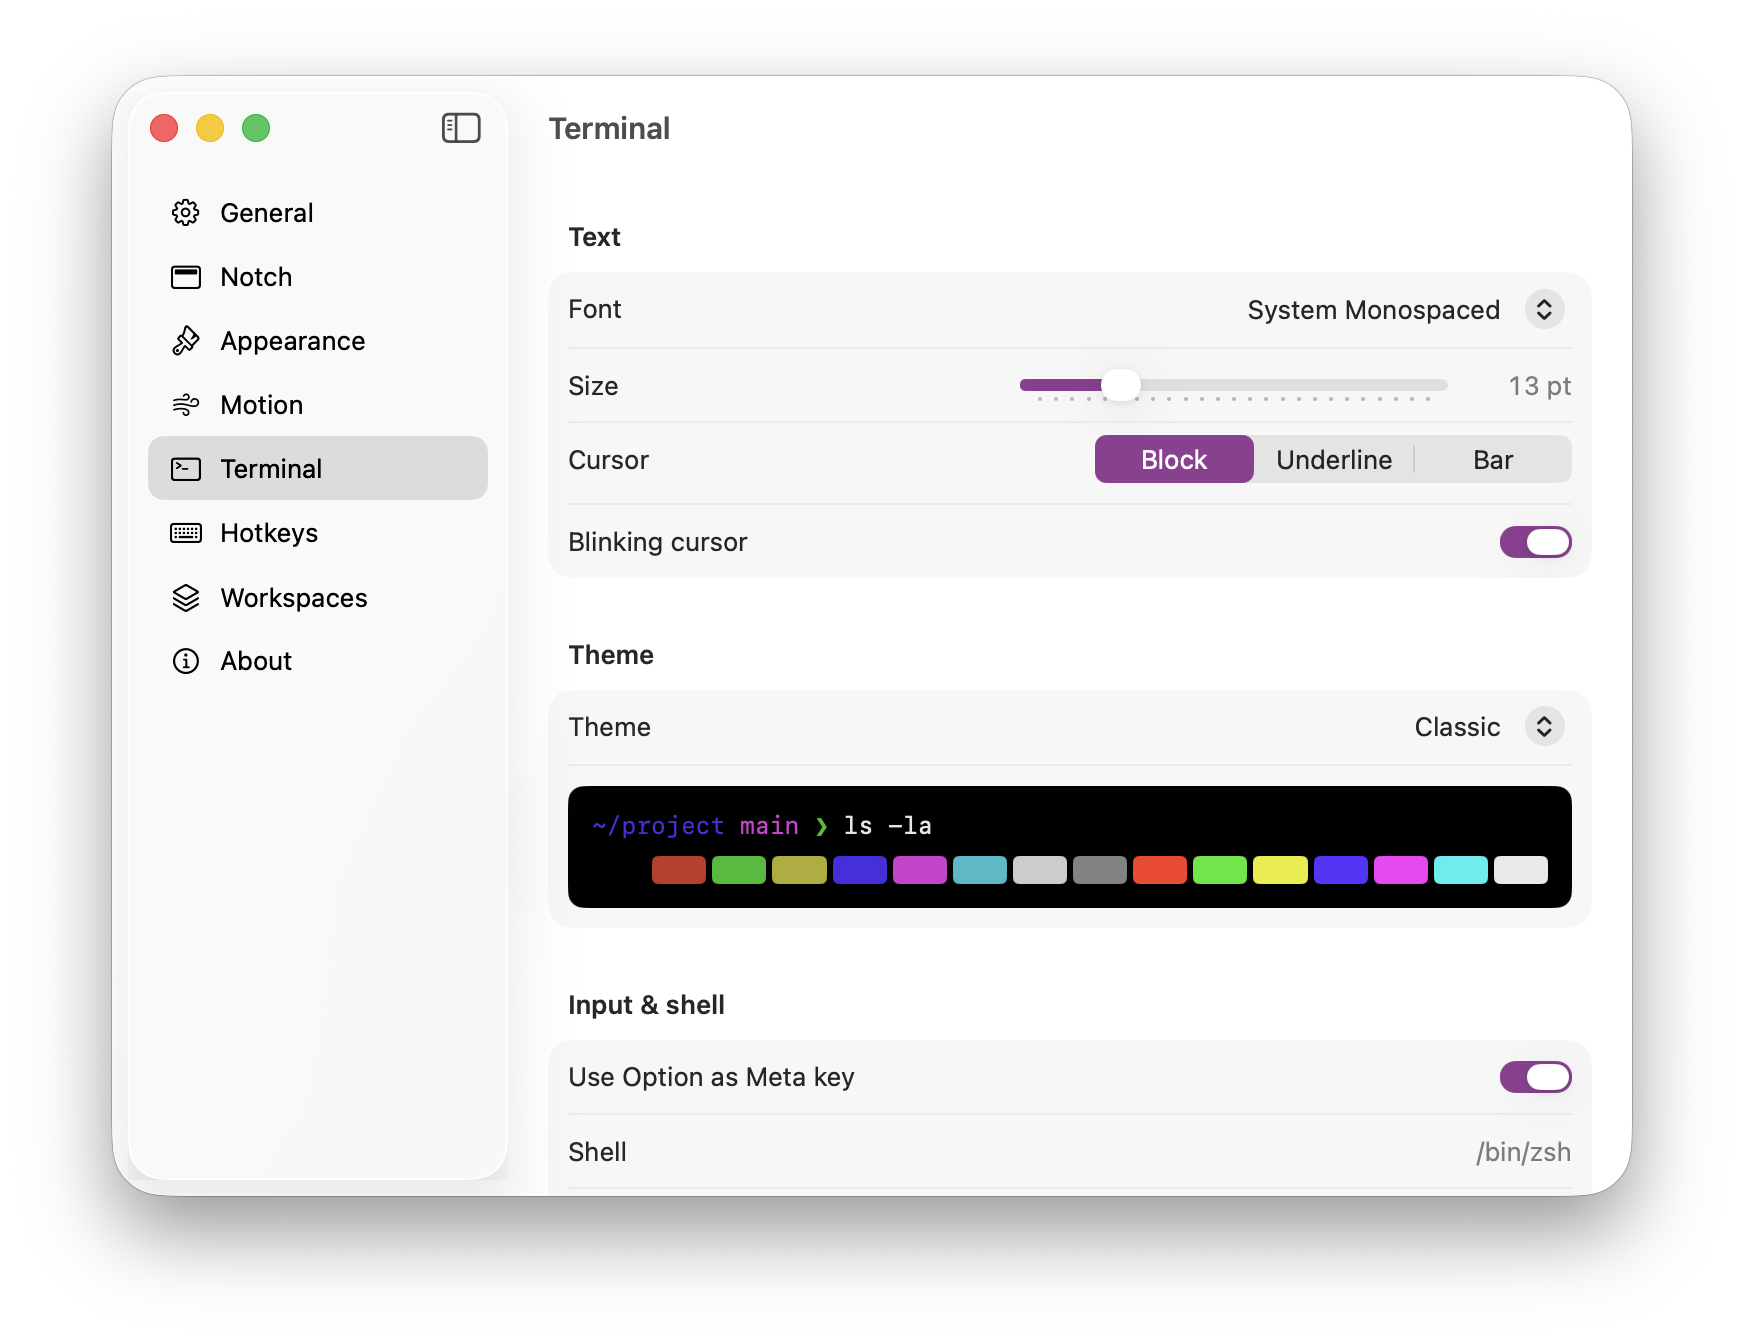 Terminal
General
Notch
Appearance
Motion
Terminal
Hotkeys
Workspaces
About
Text
Font System Monospaced
Size 13 pt
Cursor Block Underline Bar
Blinking cursor
Theme
Theme Classic
~/project main ❯ ls -la
Input & shell
Use Option as Meta key
Shell /bin/zsh